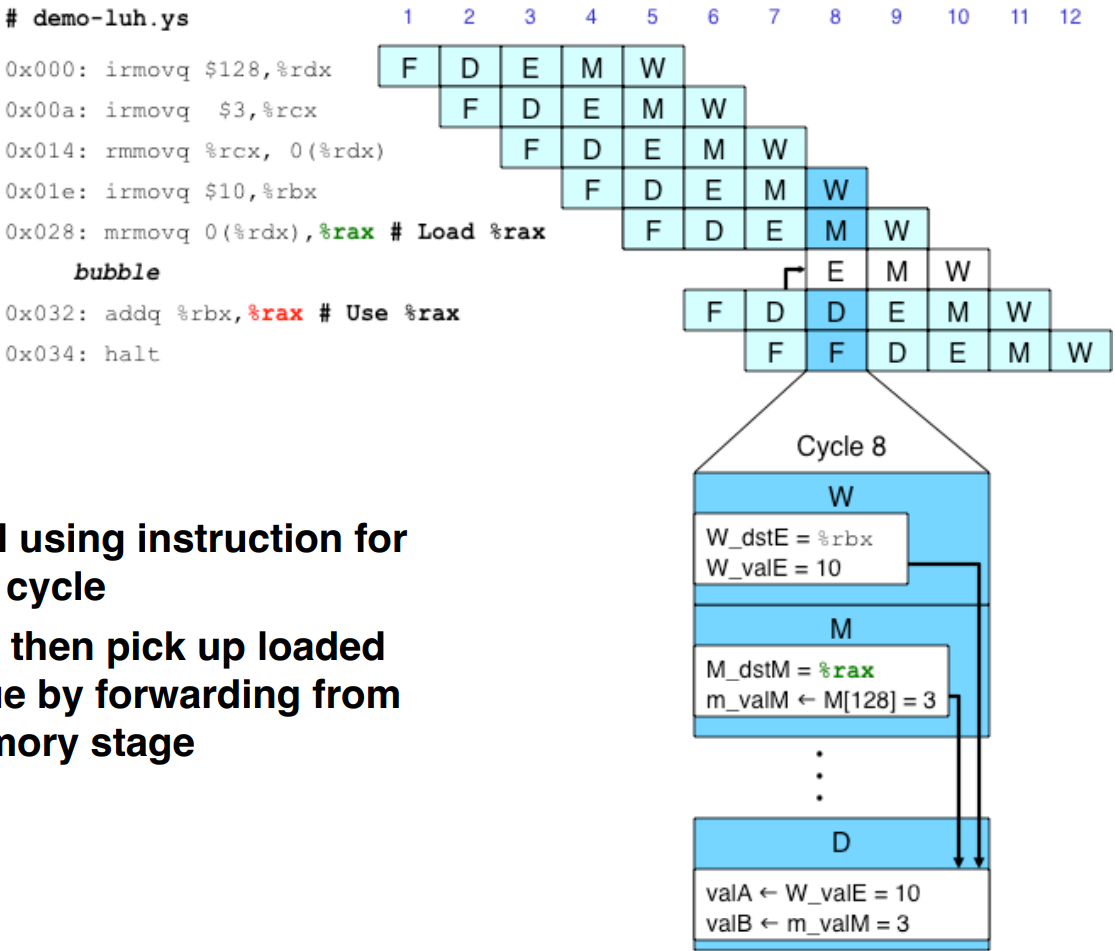 # demo-luh.ys 1 2 3 4 5 6 7 8 9 10 11 12
0x000: irmovq $128,%rdx F D E M W
0x00a: irmovq $3,%rcx F D E M W
0x014: rmmovq %rcx, 0(%rdx) F D E M W
0x01e: irmovq $10,%rbx F D E M W
0x028: mrmovq 0(%rdx),%rax # Load %rax F D E M W
bubble E M W
0x032: addq %rbx,%rax # Use %rax F D D E M W
0x034: halt F F D E M W
Cycle 8
W
W_dstE = %rbx
W_valE = 10
M
M_dstM = %rax
m_valM ← M[128] = 3
D
valA ← W_valE = 10
valB ← m_valM = 3
using instruction for
cycle
then pick up loaded
by forwarding from
stage